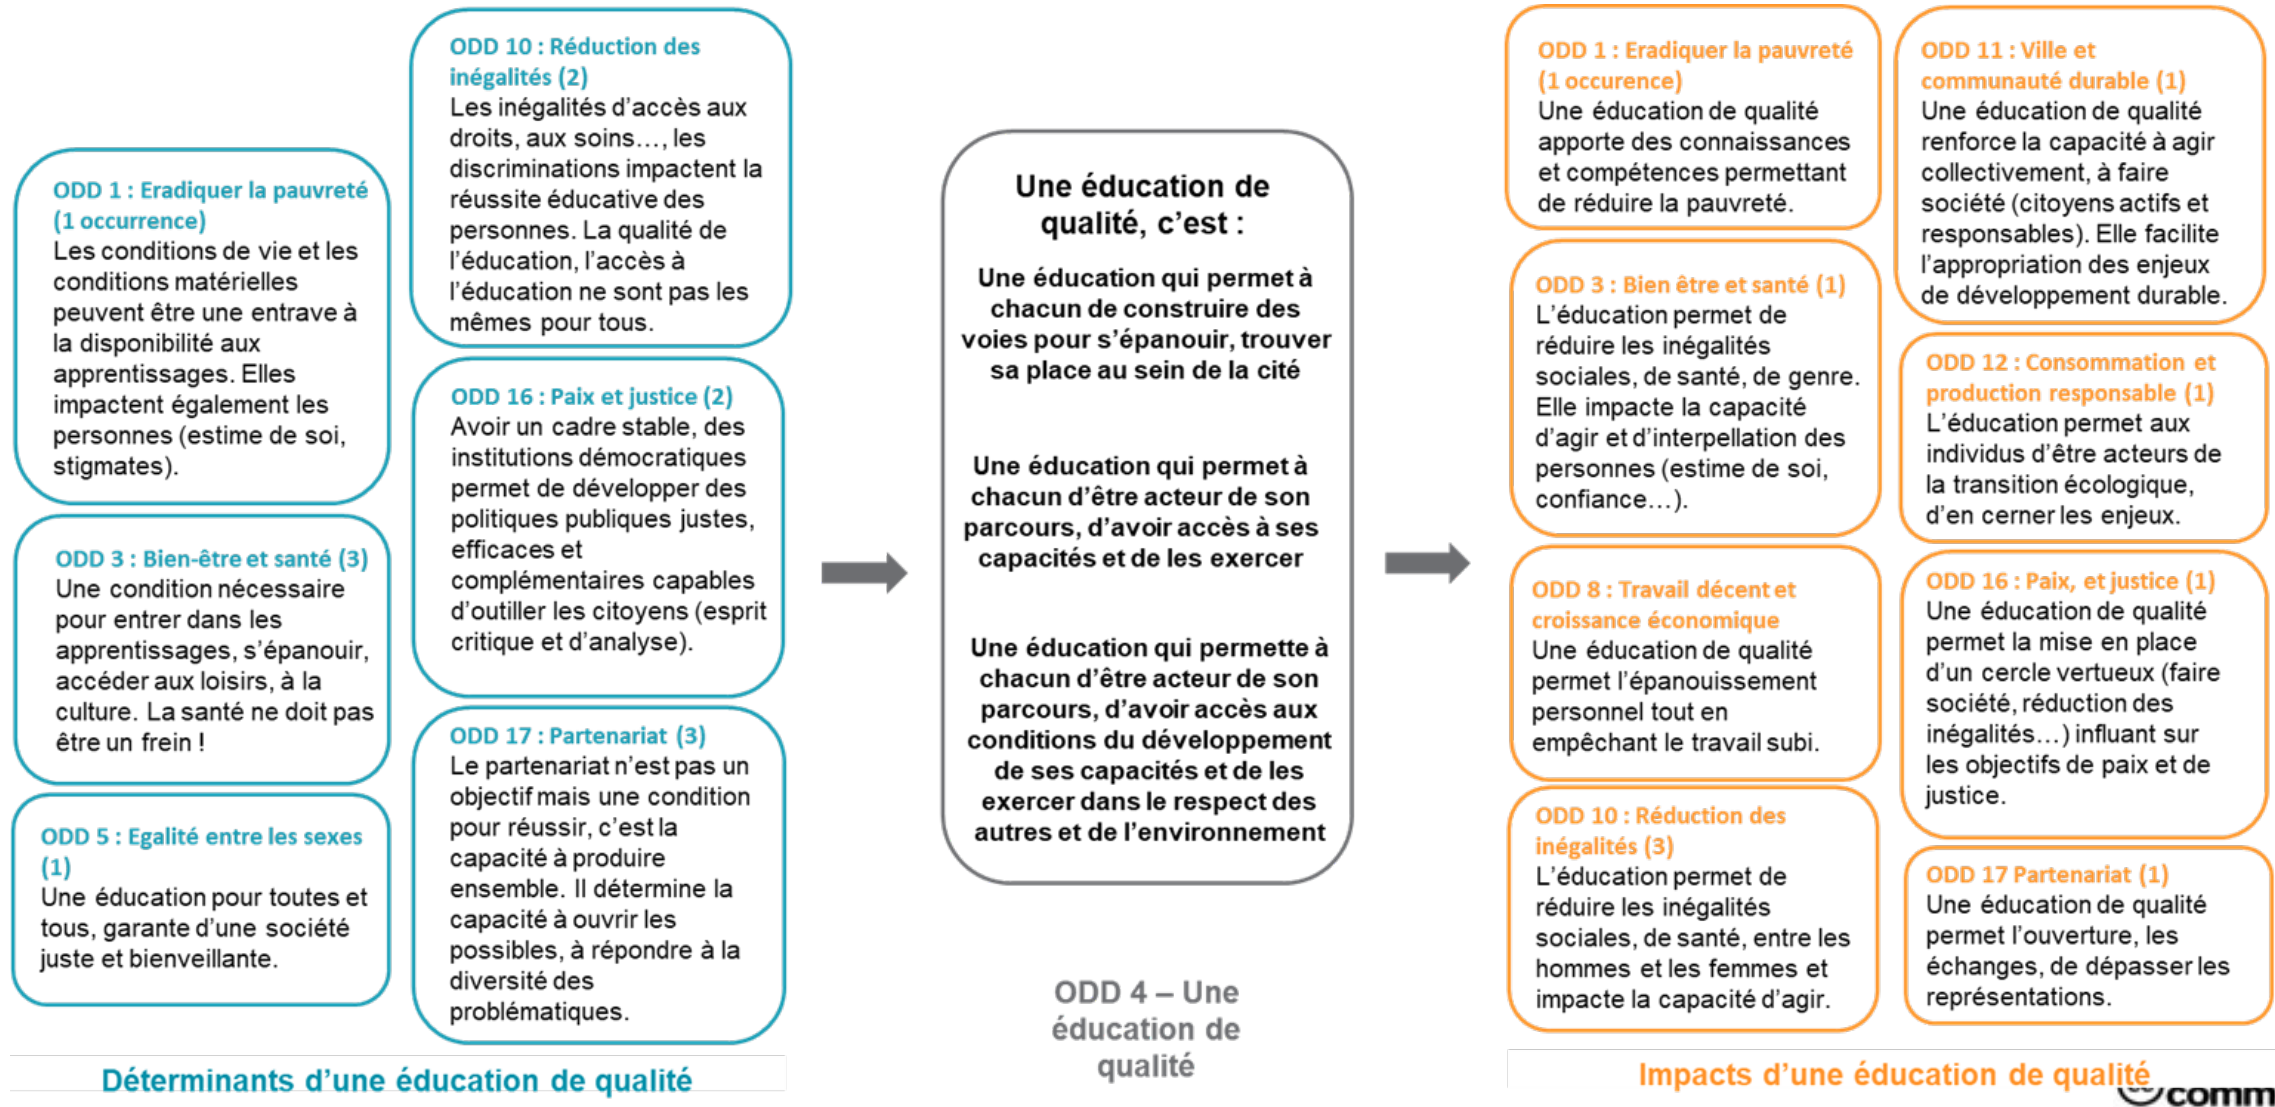 ODD 1 : Eradiquer la pauvreté
(1 occurrence)
Les conditions de vie et les
conditions matérielles
peuvent être une entrave à
la disponibilité aux
apprentissages. Elles
impactent également les
personnes (estime de soi,
stigmates).
ODD 3 : Bien-être et santé (3)
Une condition nécessaire
pour entrer dans les
apprentissages, s’épanouir,
accéder aux loisirs, à la
culture. La santé ne doit pas
être un frein !
ODD 5 : Egalité entre les sexes
(1)
Une éducation pour toutes et
tous, garante d’une société
juste et bienveillante.
ODD 10 : Réduction des
inégalités (2)
Les inégalités d’accès aux
droits, aux soins…, les
discriminations impactent la
réussite éducative des
personnes. La qualité de
l’éducation, l’accès à
l’éducation ne sont pas les
mêmes pour tous.
ODD 16 : Paix et justice (2)
Avoir un cadre stable, des
institutions démocratiques
permet de développer des
politiques publiques justes,
efficaces et
complémentaires capables
d’outiller les citoyens (esprit
critique et d’analyse).
ODD 17 : Partenariat (3)
Le partenariat n’est pas un
objectif mais une condition
pour réussir, c’est la
capacité à produire
ensemble. Il détermine la
capacité à ouvrir les
possibles, à répondre à la
diversité des
problématiques.
Déterminants d’une éducation de qualité
Une éducation de
qualité, c’est :
Une éducation qui permet à
chacun de construire des
voies pour s’épanouir, trouver
sa place au sein de la cité
Une éducation qui permet à
chacun d’être acteur de son
parcours, d’avoir accès à ses
capacités et de les exercer
Une éducation qui permette à
chacun d’être acteur de son
parcours, d’avoir accès aux
conditions du développement
de ses capacités et de les
exercer dans le respect des
autres et de l’environnement
ODD 4 – Une
éducation de
qualité
ODD 1 : Eradiquer la pauvreté
(1 occurence)
Une éducation de qualité
apporte des connaissances
et compétences permettant
de réduire la pauvreté.
ODD 3 : Bien être et santé (1)
L’éducation permet de
réduire les inégalités
sociales, de santé, de genre.
Elle impacte la capacité
d’agir et d’interpellation des
personnes (estime de soi,
confiance…).
ODD 8 : Travail décent et
croissance économique
Une éducation de qualité
permet l’épanouissement
personnel tout en
empêchant le travail subi.
ODD 10 : Réduction des
inégalités (3)
L’éducation permet de
réduire les inégalités
sociales, de santé, entre les
hommes et les femmes et
impacte la capacité d’agir.
ODD 11 : Ville et
communauté durable (1)
Une éducation de qualité
renforce la capacité à agir
collectivement, à faire
société (citoyens actifs et
responsables). Elle facilite
l’appropriation des enjeux
de développement durable.
ODD 12 : Consommation et
production responsable (1)
L’éducation permet aux
individus d’être acteurs de
la transition écologique,
d’en cerner les enjeux.
ODD 16 : Paix, et justice (1)
Une éducation de qualité
permet la mise en place
d’un cercle vertueux (faire
société, réduction des
inégalités…) influant sur
les objectifs de paix et de
justice.
ODD 17 Partenariat (1)
Une éducation de qualité
permet l’ouverture, les
échanges, de dépasser les
représentations.
Impacts d’une éducation de qualité
cc comm